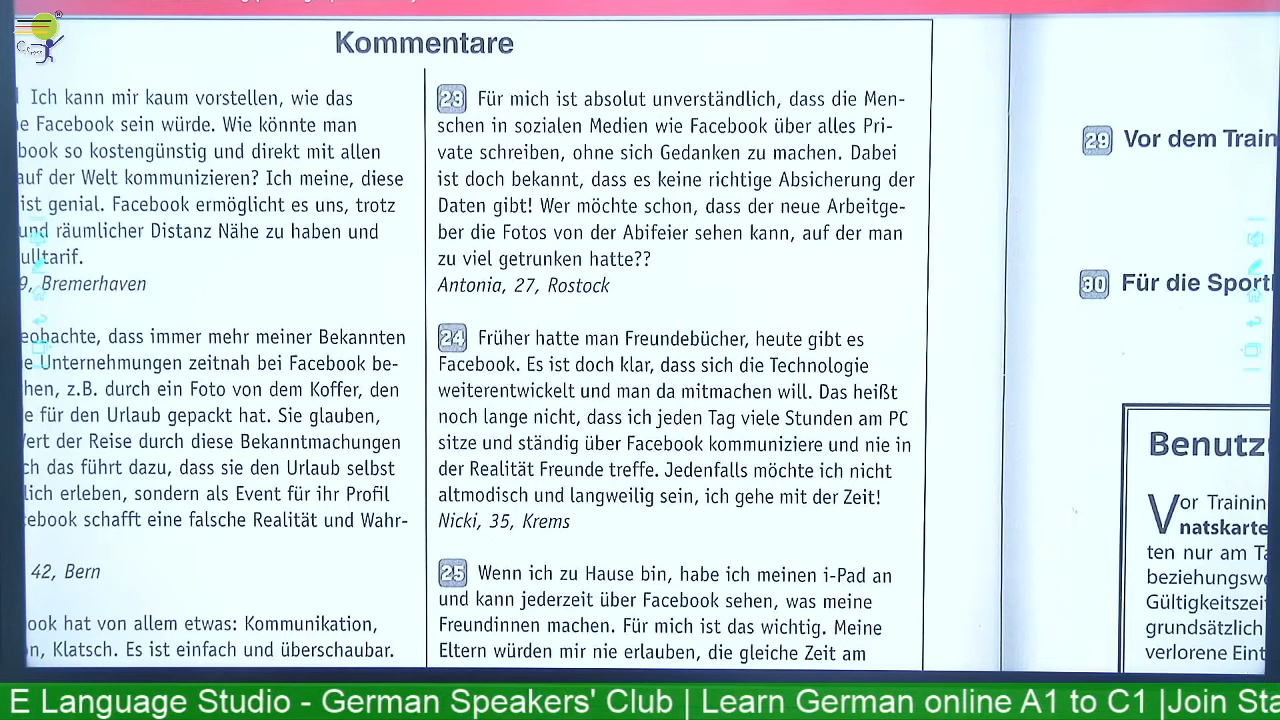 Kommentare
Ich kann mir kaum vorstellen, wie das
Facebook sein würde. Wie könnte man
so kostengünstig und direkt mit allen
auf der Welt kommunizieren? Ich meine, diese
ist genial. Facebook ermöglicht es uns, trotz
und räumlicher Distanz Nähe zu haben und
9, Bremerhaven
dass immer mehr meiner Bekannten
Unternehmungen zeitnah bei Facebook be-
z.B. durch ein Foto von dem Koffer, den
für den Urlaub gepackt hat. Sie glauben,
der Reise durch diese Bekanntmachungen
das führt dazu, dass sie den Urlaub selbst
erleben, sondern als Event für ihr Profil
schafft eine falsche Realität und Wahr-
42, Bern
hat von allem etwas: Kommunikation,
Klatsch. Es ist einfach und überschaubar.
23 Für mich ist absolut unverständlich, dass die Men-
schen in sozialen Medien wie Facebook über alles Pri-
vate schreiben, ohne sich Gedanken zu machen. Dabei
ist doch bekannt, dass es keine richtige Absicherung der
Daten gibt! Wer möchte schon, dass der neue Arbeitge-
ber die Fotos von der Abifeier sehen kann, auf der man
zu viel getrunken hatte??
Antonia, 27, Rostock
24 Früher hatte man Freundebücher, heute gibt es
Facebook. Es ist doch klar, dass sich die Technologie
weiterentwickelt und man da mitmachen will. Das heißt
noch lange nicht, dass ich jeden Tag viele Stunden am PC
sitze und ständig über Facebook kommuniziere und nie in
der Realität Freunde treffe. Jedenfalls möchte ich nicht
altmodisch und langweilig sein, ich gehe mit der Zeit!
Nicki, 35, Krems
25 Wenn ich zu Hause bin, habe ich meinen i-Pad an
und kann jederzeit über Facebook sehen, was meine
Freundinnen machen. Für mich ist das wichtig. Meine
Eltern würden mir nie erlauben, die gleiche Zeit am
29 Vor dem Train
30 Für die Sport
Benutz
Vor Trainin
natskarte
ten nur am Ta
beziehungswe
Gültigkeitszei
grundsätzlich
verlorene Eint
E Language Studio - German Speakers' Club | Learn German online A1 to C1 |Join Sta